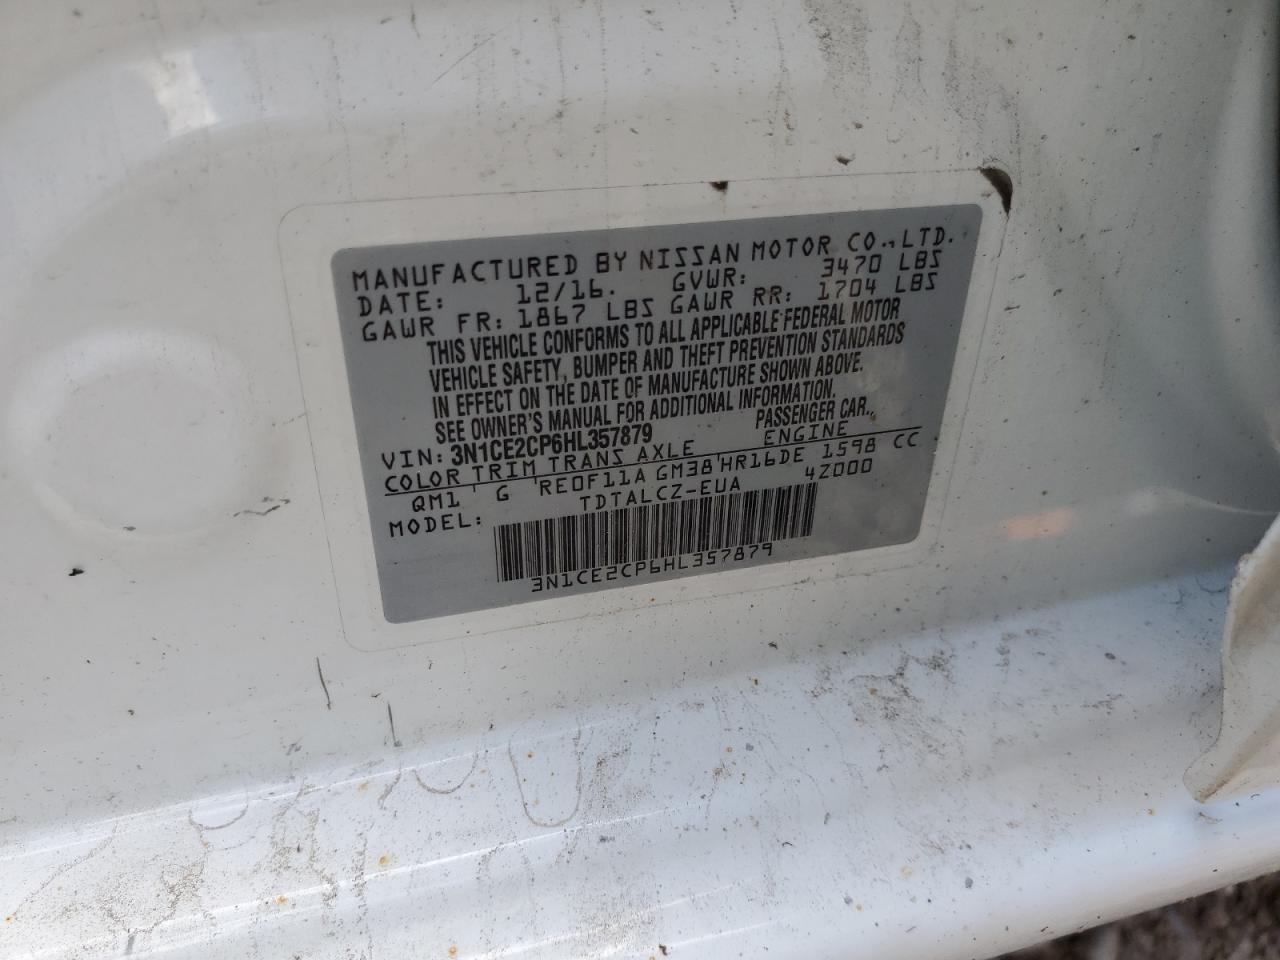 MANUFACTURED BY NISSAN MOTOR CO., LTD.
DATE: 12/16. GVWR: 3470 LBS
GAWR FR: 1867 LBS GAWR RR: 1704 LBS
THIS VEHICLE CONFORMS TO ALL APPLICABLE FEDERAL MOTOR
VEHICLE SAFETY, BUMPER AND THEFT PREVENTION STANDARDS
IN EFFECT ON THE DATE OF MANUFACTURE SHOWN ABOVE.
SEE OWNER'S MANUAL FOR ADDITIONAL INFORMATION.
VIN: 3N1CE2CP6HL357879 PASSENGER CAR.
COLOR TRIM TRANS AXLE ENGINE
QM1 G RE0F11A GM38 HR16DE 1598 CC
MODEL: TDTALCZ-EUA 4Z000
3N1CE2CP6HL357879